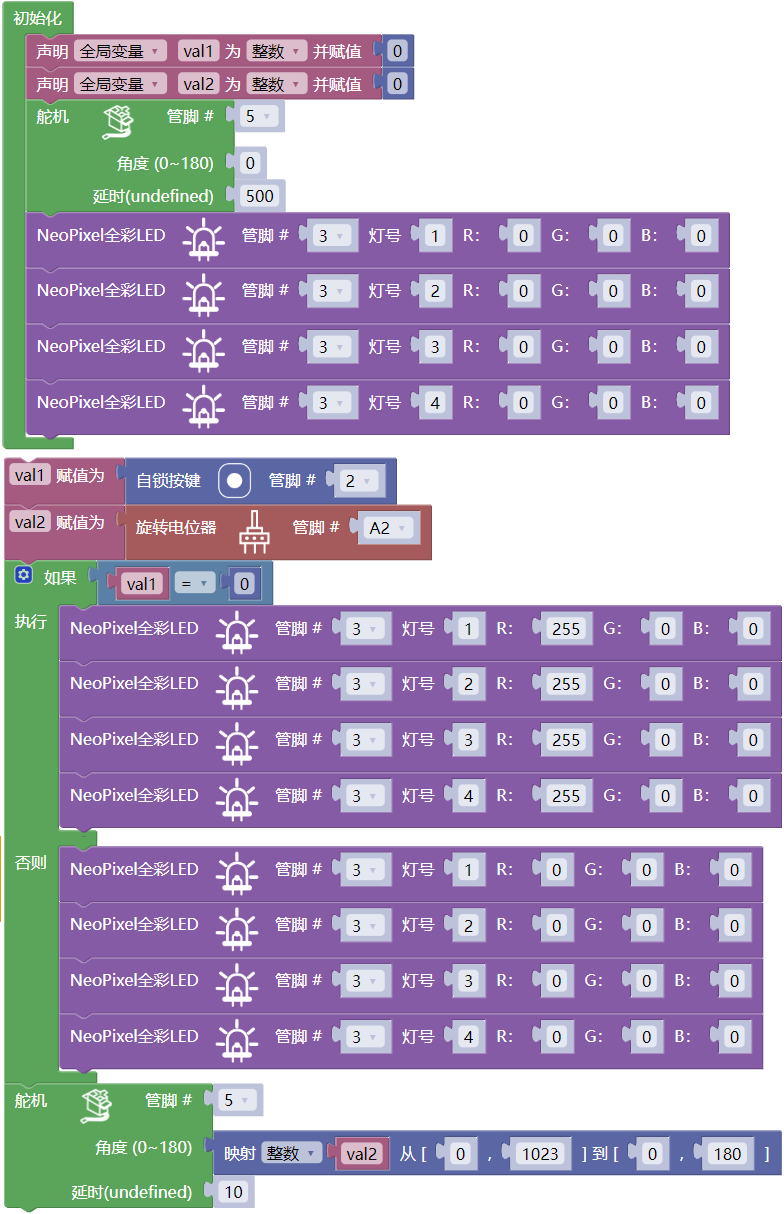 初始化
声明 全局变量 val1 为 整数 并赋值 0
声明 全局变量 val2 为 整数 并赋值 0
舵机 管脚 # 5
角度 (0~180) 0
延时(undefined) 500
NeoPixel全彩LED 管脚 # 3 灯号 1 R: 0 G: 0 B: 0
NeoPixel全彩LED 管脚 # 3 灯号 2 R: 0 G: 0 B: 0
NeoPixel全彩LED 管脚 # 3 灯号 3 R: 0 G: 0 B: 0
NeoPixel全彩LED 管脚 # 3 灯号 4 R: 0 G: 0 B: 0
val1 赋值为 自锁按键 管脚 # 2
val2 赋值为 旋转电位器 管脚 # A2
如果 val1 = 0
执行 NeoPixel全彩LED 管脚 # 3 灯号 1 R: 255 G: 0 B: 0
NeoPixel全彩LED 管脚 # 3 灯号 2 R: 255 G: 0 B: 0
NeoPixel全彩LED 管脚 # 3 灯号 3 R: 255 G: 0 B: 0
NeoPixel全彩LED 管脚 # 3 灯号 4 R: 255 G: 0 B: 0
否则 NeoPixel全彩LED 管脚 # 3 灯号 1 R: 0 G: 0 B: 0
NeoPixel全彩LED 管脚 # 3 灯号 2 R: 0 G: 0 B: 0
NeoPixel全彩LED 管脚 # 3 灯号 3 R: 0 G: 0 B: 0
NeoPixel全彩LED 管脚 # 3 灯号 4 R: 0 G: 0 B: 0
舵机 管脚 # 5
角度 (0~180) 映射 整数 val2 从 [ 0 , 1023 ] 到 [ 0 , 180 ]
延时(undefined) 10